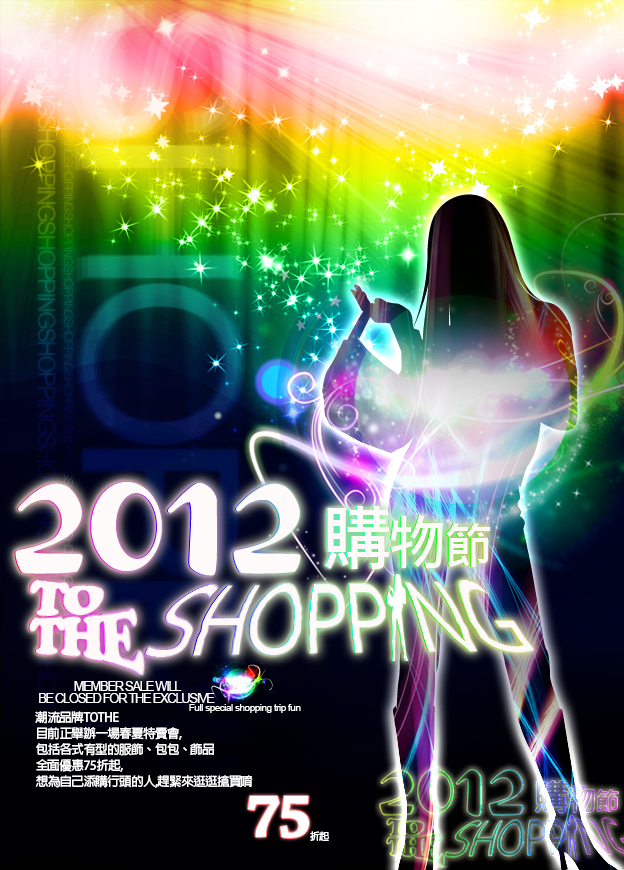 SHOPPINGSHOPPINGSHOPPING
2012 購物節
TO THE SHOPPING
MEMBER SALE WILL
BE CLOSED FOR THE EXCLUSIVE
Full special shopping trip fun
潮流品牌TOTHE
目前正舉辦一場春夏特賣會,
包括各式有型的服飾、包包、飾品
全面優惠75折起,
想為自己添購行頭的人,趕緊來逛逛搶買唷
75折起
2012 購物節
TO THE SHOPPING